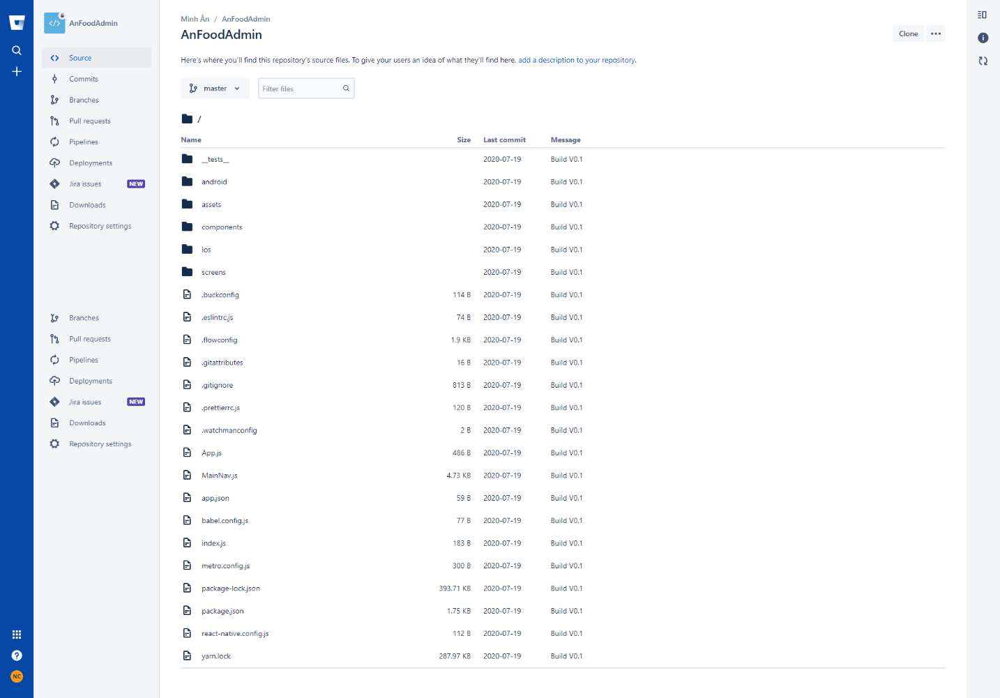 AnFoodAdmin
Source
Commits
Branches
Pull requests
Pipelines
Deployments
Jira issues NEW
Downloads
Repository settings
Branches
Pull requests
Pipelines
Deployments
Jira issues NEW
Downloads
Repository settings
NC
Minh Ân / AnFoodAdmin
AnFoodAdmin
Clone
Here's where you'll find this repository's source files. To give your users an idea of what they'll find here, add a description to your repository.
master Filter files
/
Name Size Last commit Message
__tests__ 2020-07-19 Build V0.1
android 2020-07-19 Build V0.1
assets 2020-07-19 Build V0.1
components 2020-07-19 Build V0.1
ios 2020-07-19 Build V0.1
screens 2020-07-19 Build V0.1
.buckconfig 114 B 2020-07-19 Build V0.1
.eslintrc.js 74 B 2020-07-19 Build V0.1
.flowconfig 1.9 KB 2020-07-19 Build V0.1
.gitattributes 16 B 2020-07-19 Build V0.1
.gitignore 813 B 2020-07-19 Build V0.1
.prettierrc.js 120 B 2020-07-19 Build V0.1
.watchmanconfig 2 B 2020-07-19 Build V0.1
App.js 486 B 2020-07-19 Build V0.1
MainNav.js 4.73 KB 2020-07-19 Build V0.1
app.json 59 B 2020-07-19 Build V0.1
babel.config.js 77 B 2020-07-19 Build V0.1
index.js 183 B 2020-07-19 Build V0.1
metro.config.js 300 B 2020-07-19 Build V0.1
package-lock.json 393.71 KB 2020-07-19 Build V0.1
package.json 1.75 KB 2020-07-19 Build V0.1
react-native.config.js 112 B 2020-07-19 Build V0.1
yarn.lock 287.97 KB 2020-07-19 Build V0.1